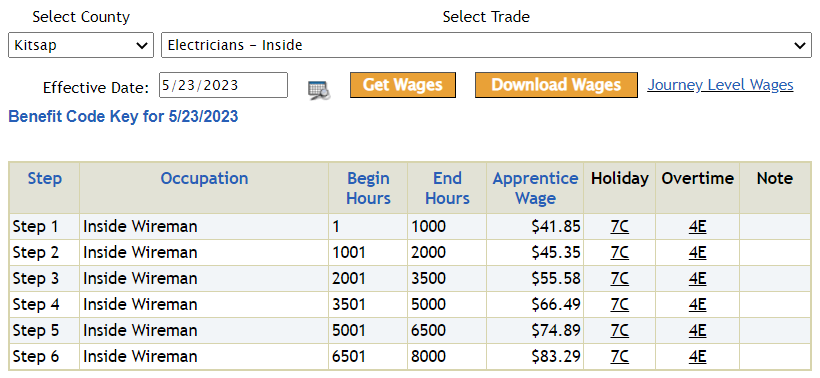 Select County Select Trade
Kitsap Electricians - Inside
Effective Date: 5/23/2023 Get Wages Download Wages Journey Level Wages
Benefit Code Key for 5/23/2023
Step Occupation Begin Hours End Hours Apprentice Wage Holiday Overtime Note
Step 1 Inside Wireman 1 1000 $41.85 7C 4E
Step 2 Inside Wireman 1001 2000 $45.35 7C 4E
Step 3 Inside Wireman 2001 3500 $55.58 7C 4E
Step 4 Inside Wireman 3501 5000 $66.49 7C 4E
Step 5 Inside Wireman 5001 6500 $74.89 7C 4E
Step 6 Inside Wireman 6501 8000 $83.29 7C 4E